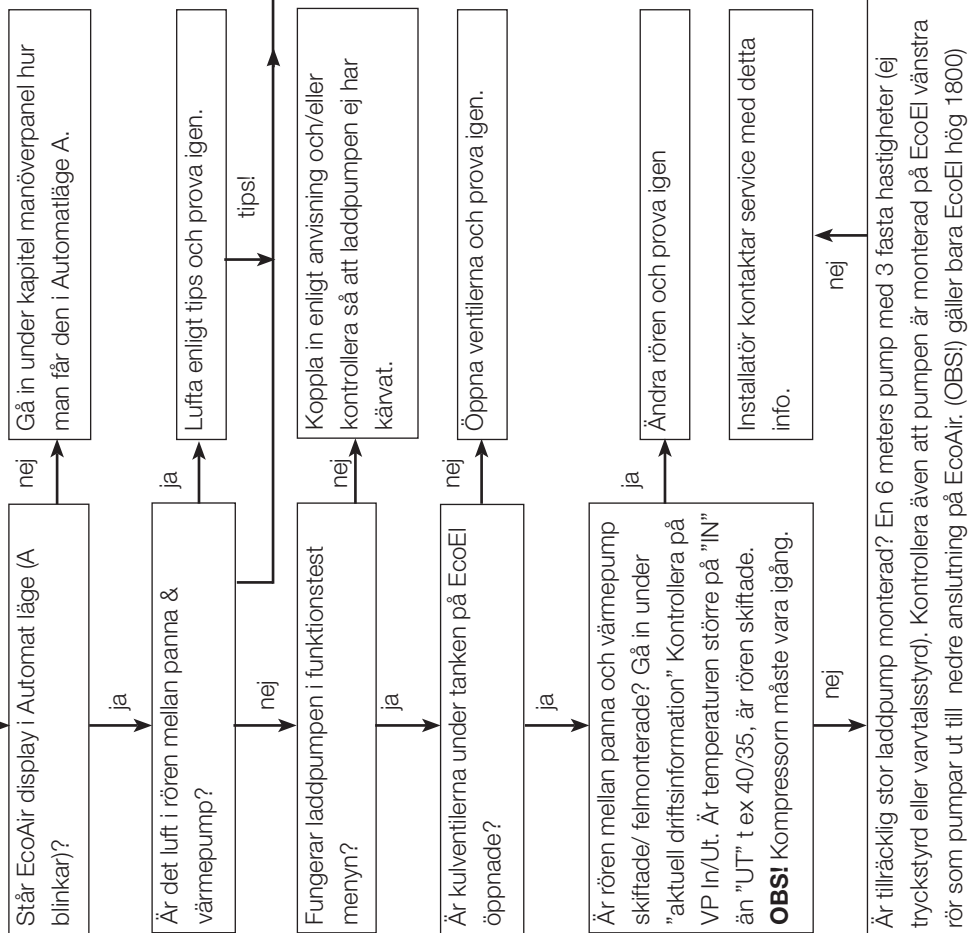 Står EcoAir display i Automat läge (A
blinkar)?
nej
Gå in under kapitel manöverpanel hur
man får den i Automatläge A.
ja
Är det luft i rören mellan panna &
värmepump?
ja
Lufta enligt tips och prova igen.
tips!
nej
Fungerar laddpumpen i funktionstest
menyn?
nej
Koppla in enligt anvisning och/eller
kontrollera så att laddpumpen ej har
kärvat.
ja
Är kulventilerna under tanken på EcoEl
öppnade?
nej
Öppna ventilerna och prova igen.
ja
Är rören mellan panna och värmepump
skiftade/ felmonterade? Gå in under
"aktuell driftsinformation" Kontrollera på
VP In/Ut. Är temperaturen större på "IN"
än "UT" t ex 40/35, är rören skiftade.
OBS! Kompressorn måste vara igång.
ja
Ändra rören och prova igen
nej
Installatör kontaktar service med detta
info.
nej
Är tillräcklig stor laddpump monterad? En 6 meters pump med 3 fasta hastigheter (ej
tryckstyrd eller varvtalsstyrd). Kontrollera även att pumpen är monterad på EcoEl vänstra
rör som pumpar ut till nedre anslutning på EcoAir. (OBS!) gäller bara EcoEl hög 1800)